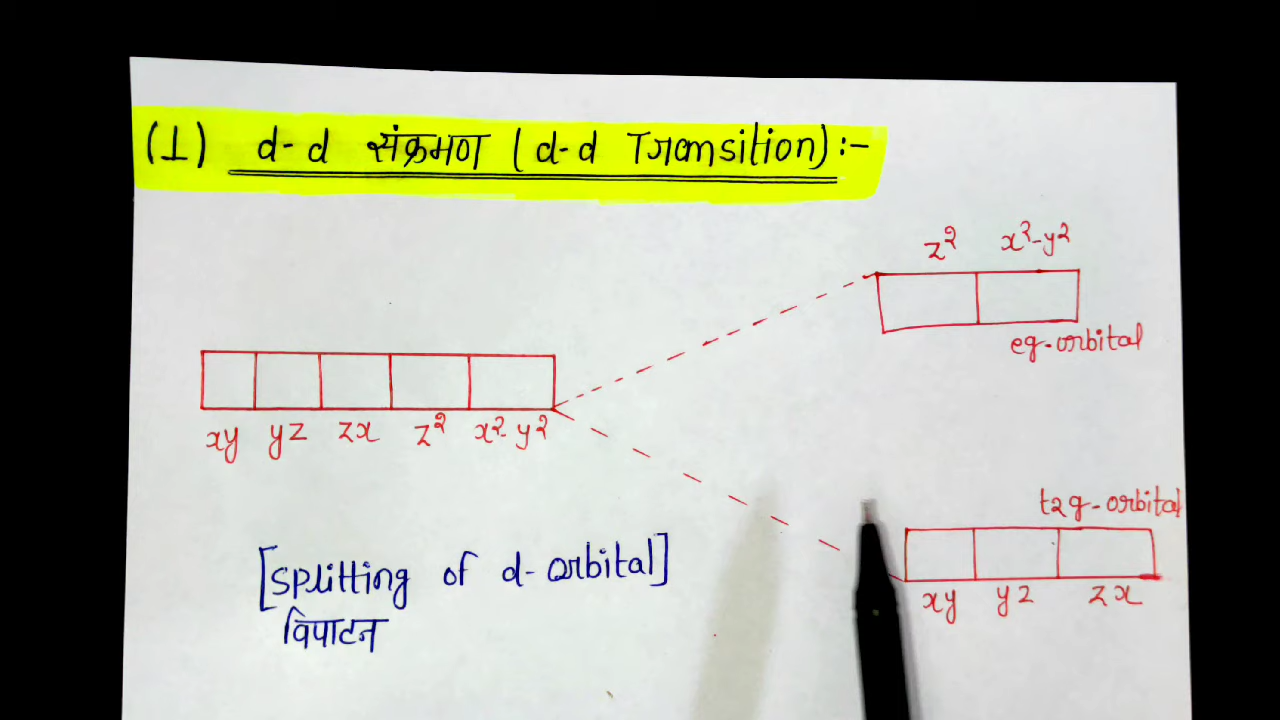 (1) d-d संक्रमण (d-d Transition):-
z² x²-y²
eg-orbital
xy yz zx z² x²-y²
t2g-orbital
xy yz zx
[Splitting of d-orbital]
विपाटन